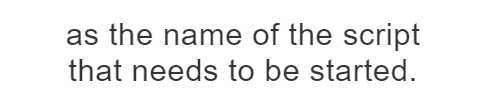 as the name of the script
that needs to be started.